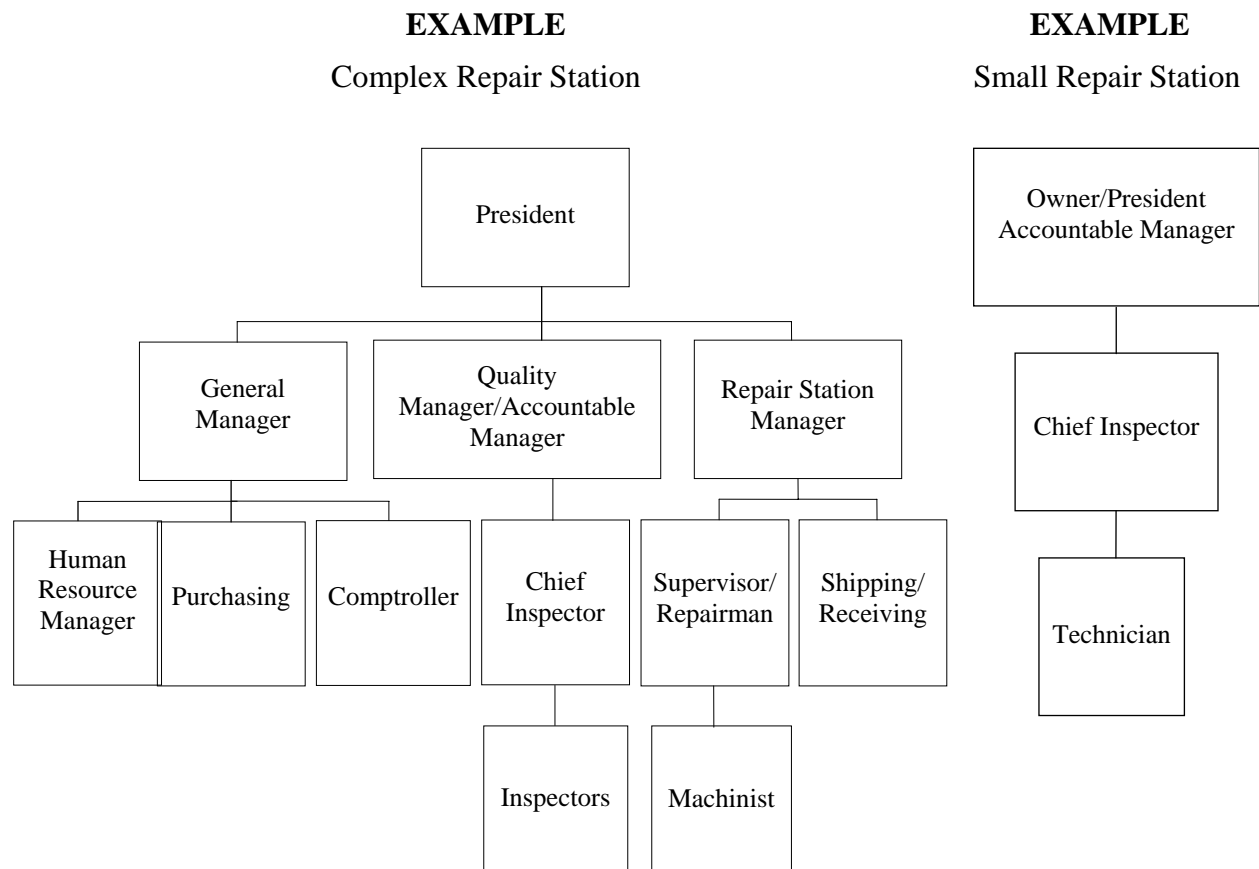 EXAMPLE
Complex Repair Station
President
General
Manager
Quality
Manager/Accountable
Manager
Repair Station
Manager
Human
Resource
Manager
Purchasing
Comptroller
Chief
Inspector
Supervisor/
Repairman
Shipping/
Receiving
Inspectors
Machinist
EXAMPLE
Small Repair Station
Owner/President
Accountable Manager
Chief Inspector
Technician